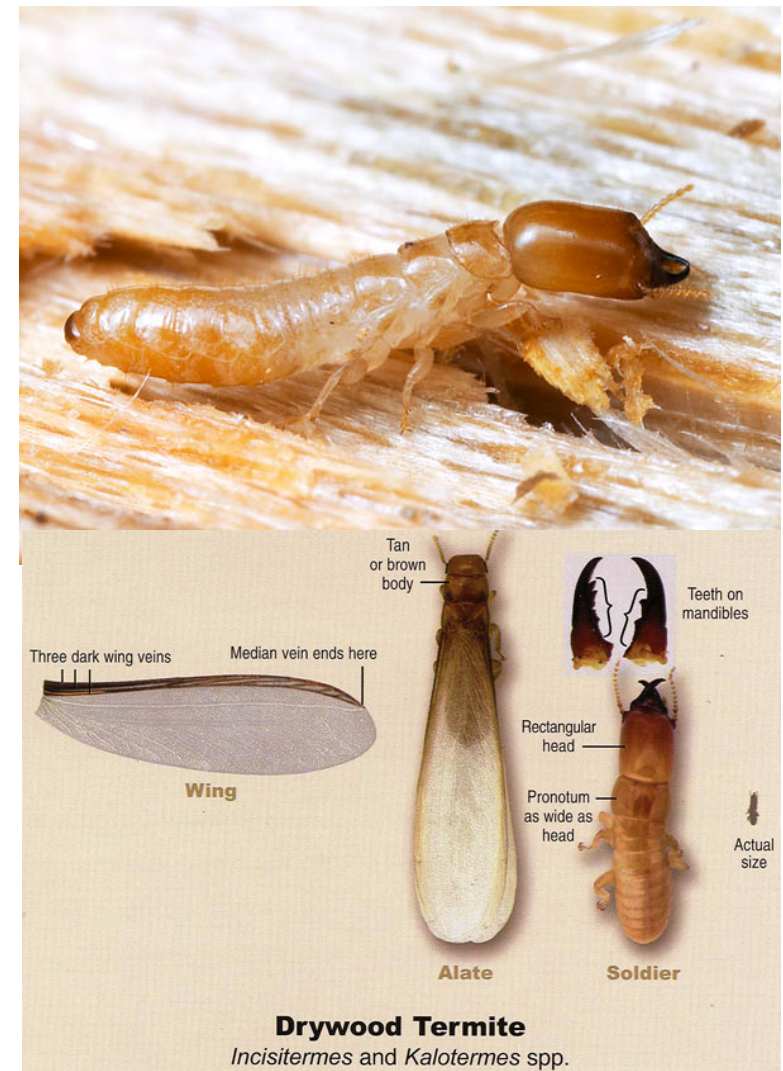 Tan
or brown
body
Teeth on
mandibles
Three dark wing veins
Median vein ends here
Rectangular
head
Wing
Pronotum
as wide as
head
Actual
size
Alate
Soldier
Drywood Termite
Incisitermes and Kalotermes spp.